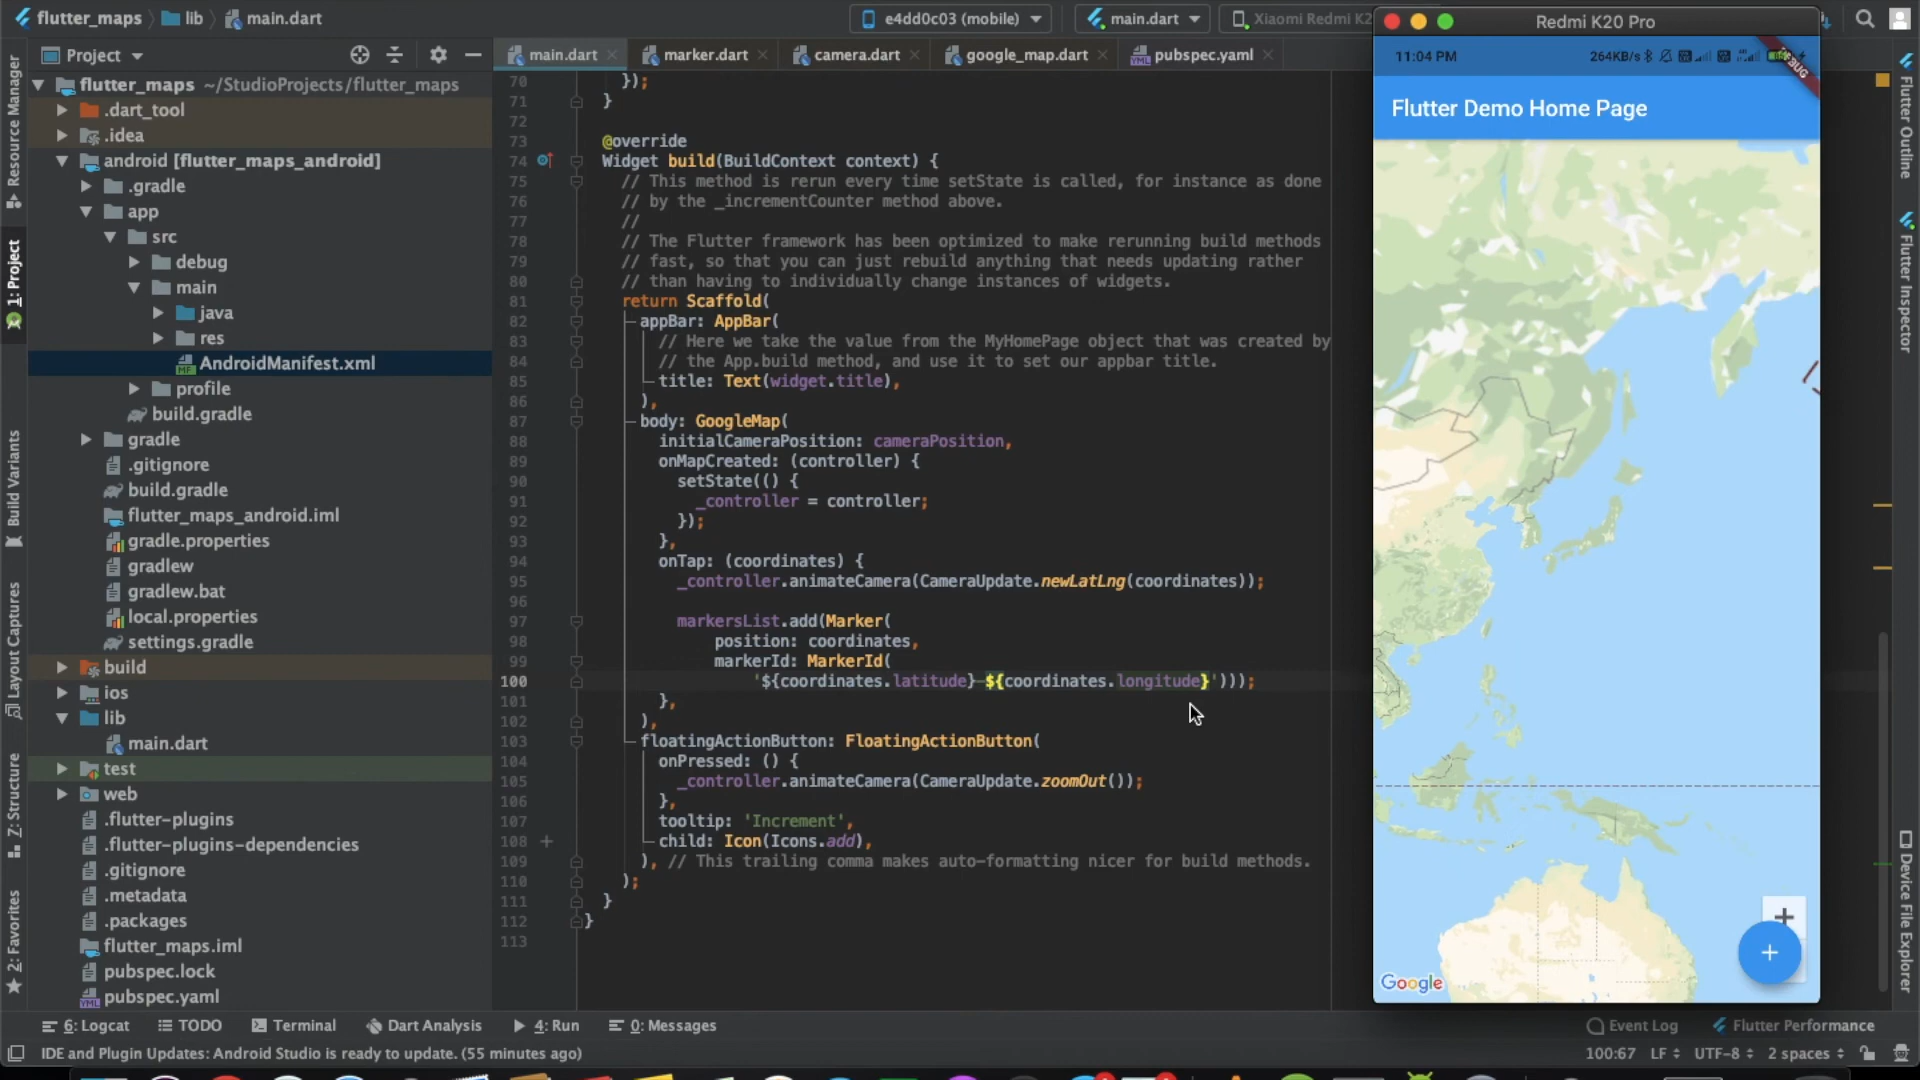 flutter_maps
lib
main.dart
e4dd0c03 (mobile)
main.dart
Xiaomi Redmi K2
Redmi K20 Pro
Project
main.dart
marker.dart
camera.dart
google_map.dart
pubspec.yaml
11:04 PM
264KB/s
Flutter Demo Home Page
Google
Resource Manager
1: Project
Build Variants
Layout Captures
Z: Structure
2: Favorites
Flutter Outline
Flutter Inspector
Device File Explorer
flutter_maps ~/StudioProjects/flutter_maps
.dart_tool
.idea
android [flutter_maps_android]
.gradle
app
src
debug
main
java
res
AndroidManifest.xml
profile
build.gradle
gradle
.gitignore
build.gradle
flutter_maps_android.iml
gradle.properties
gradlew
gradlew.bat
local.properties
settings.gradle
build
ios
lib
main.dart
test
web
.flutter-plugins
.flutter-plugins-dependencies
.gitignore
.metadata
.packages
flutter_maps.iml
pubspec.lock
pubspec.yaml
70 });
71 }
72
73 @override
74 Widget build(BuildContext context) {
75 // This method is rerun every time setState is called, for instance as done
76 // by the _incrementCounter method above.
77 //
78 // The Flutter framework has been optimized to make rerunning build methods
79 // fast, so that you can just rebuild anything that needs updating rather
80 // than having to individually change instances of widgets.
81 return Scaffold(
82 appBar: AppBar(
83 // Here we take the value from the MyHomePage object that was created by
84 // the App.build method, and use it to set our appbar title.
85 title: Text(widget.title),
86 ),
87 body: GoogleMap(
88 initialCameraPosition: cameraPosition,
89 onMapCreated: (controller) {
90 setState(() {
91 _controller = controller;
92 });
93 },
94 onTap: (coordinates) {
95 _controller.animateCamera(CameraUpdate.newLatLng(coordinates));
96
97 markersList.add(Marker(
98 position: coordinates,
99 markerId: MarkerId(
100 '${coordinates.latitude}-${coordinates.longitude}')));
101 },
102 ),
103 floatingActionButton: FloatingActionButton(
104 onPressed: () {
105 _controller.animateCamera(CameraUpdate.zoomOut());
106 },
107 tooltip: 'Increment',
108 child: Icon(Icons.add),
109 ), // This trailing comma makes auto-formatting nicer for build methods.
110 );
111 }
112 }
113
6: Logcat
TODO
Terminal
Dart Analysis
4: Run
0: Messages
Event Log
Flutter Performance
IDE and Plugin Updates: Android Studio is ready to update. (55 minutes ago)
100:67
LF
UTF-8
2 spaces